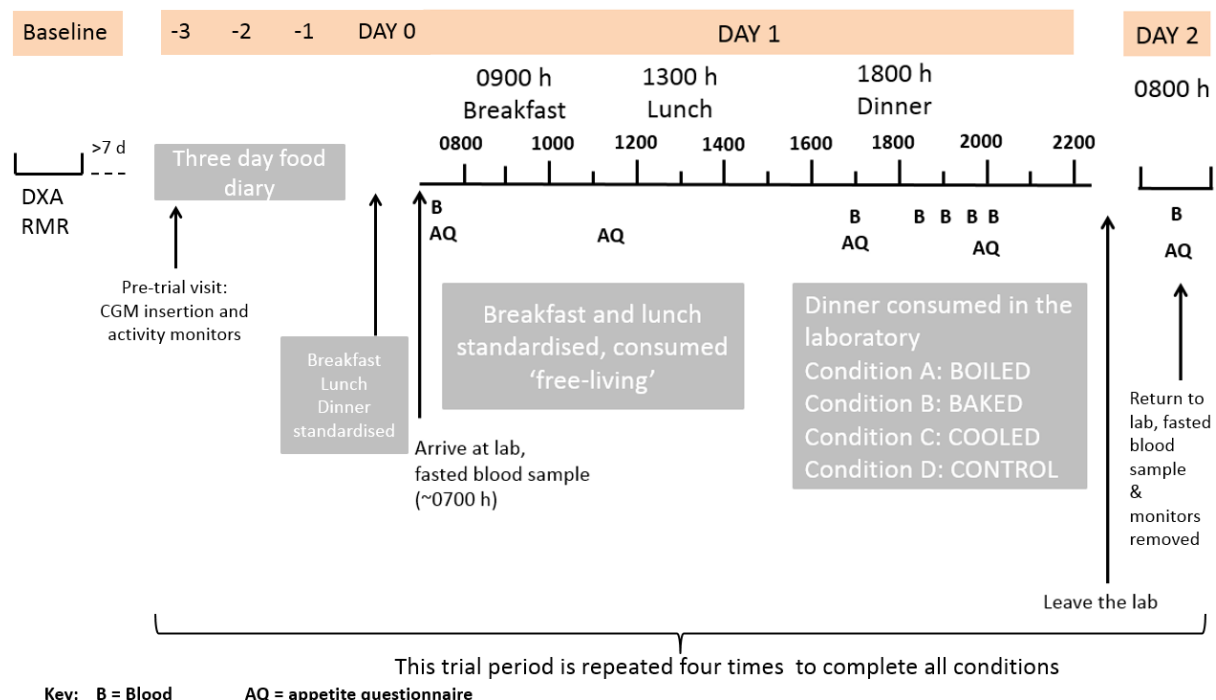 Baseline
-3 -2 -1 DAY 0 DAY 1
DAY 2
0900 h
Breakfast
1300 h
Lunch
1800 h
Dinner
0800 h
>7 d
DXA
RMR
Three day food
diary
0800 1000 1200 1400 1600 1800 2000 2200
B
AQ
AQ
B B B B B
AQ AQ
B
AQ
Pre-trial visit:
CGM insertion and
activity monitors
Breakfast
Lunch
Dinner
standardised
Arrive at lab,
fasted blood sample
(~0700 h)
Breakfast and lunch
standardised, consumed
‘free-living’
Dinner consumed in the
laboratory
Condition A: BOILED
Condition B: BAKED
Condition C: COOLED
Condition D: CONTROL
Return to
lab, fasted
blood
sample
&
monitors
removed
Leave the lab
This trial period is repeated four times to complete all conditions
Key: B = Blood AQ = appetite questionnaire